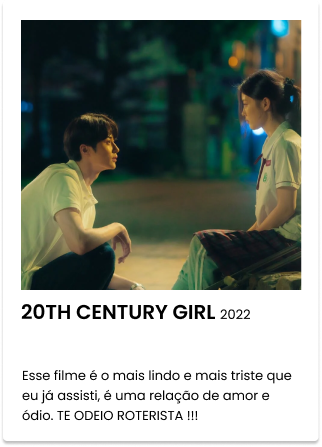 20TH CENTURY GIRL 2022
Esse filme é o mais lindo e mais triste que
eu já assisti, é uma relação de amor e
ódio. TE ODEIO ROTERISTA !!!